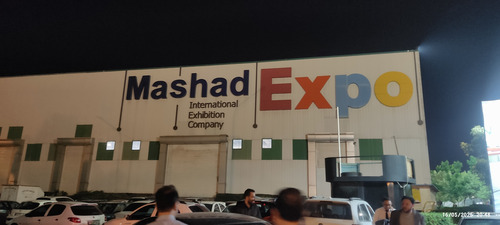 Mashad Expo
International
Exhibition
Company